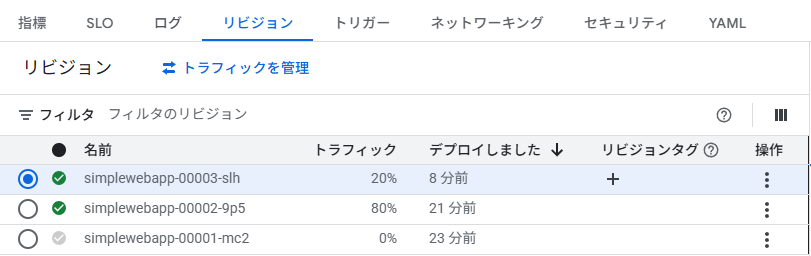 指標 SLO ログ リビジョン トリガー ネットワーキング セキュリティ YAML
リビジョン トラフィックを管理
フィルタ フィルタのリビジョン
名前 トラフィック デプロイしました リビジョンタグ 操作
simplewebapp-00003-slh 20% 8 分前
simplewebapp-00002-9p5 80% 21 分前
simplewebapp-00001-mc2 0% 23 分前